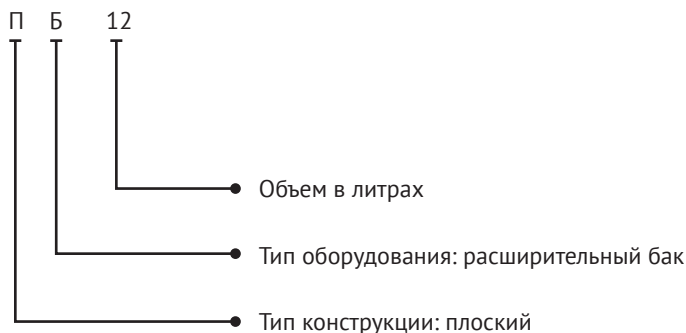 П Б 12
Объем в литрах
Тип оборудования: расширительный бак
Тип конструкции: плоский